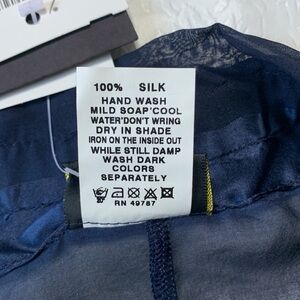 100% SILK
HAND WASH
MILD SOAP'COOL
WATER'DON'T WRING
DRY IN SHADE
IRON ON THE INSIDE OUT
WHILE STILL DAMP
WASH DARK
COLORS
SEPARATELY
RN 49787